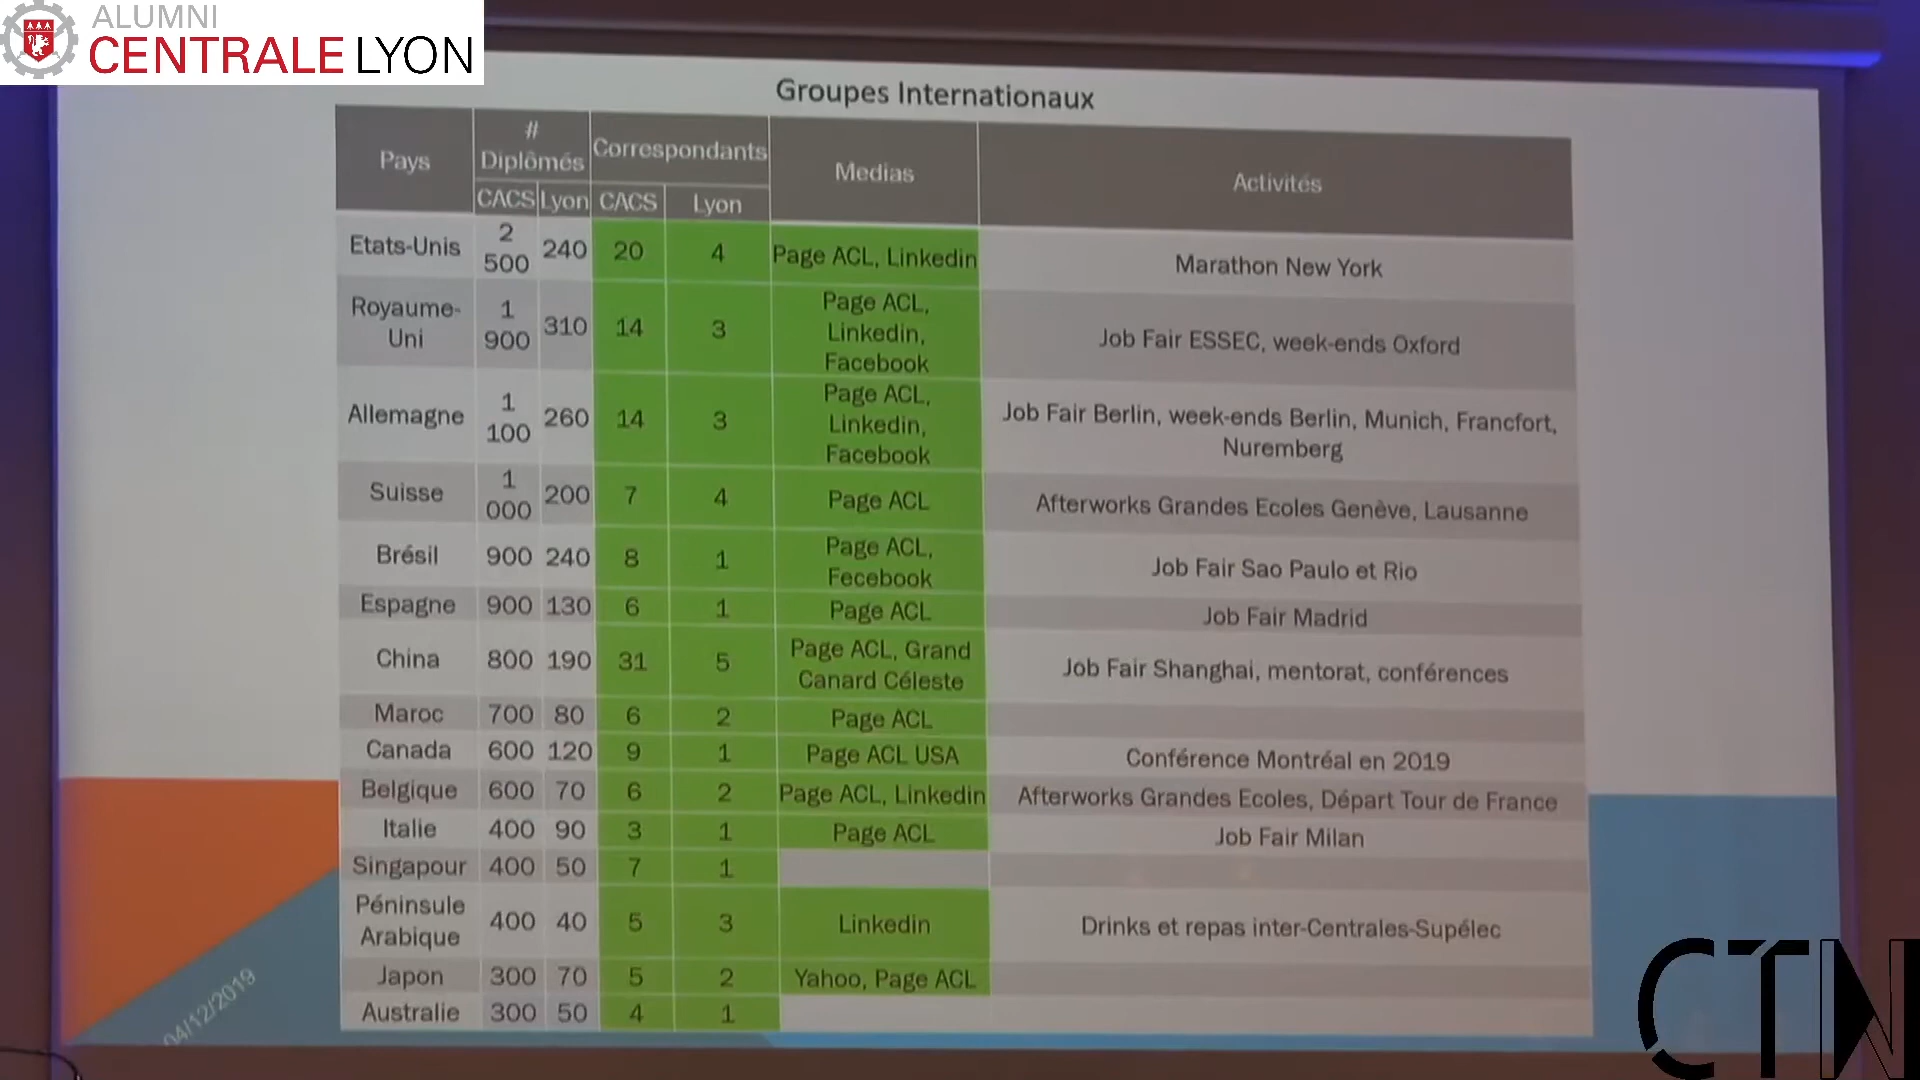 ALUMNI
CENTRALE LYON
Groupes Internationaux
Pays # Diplômés Correspondants Medias Activités
CACS Lyon CACS Lyon
Etats-Unis 2 500 240 20 4 Page ACL, Linkedin Marathon New York
Royaume-Uni 1 900 310 14 3 Page ACL, Linkedin, Facebook Job Fair ESSEC, week-ends Oxford
Allemagne 1 100 260 14 3 Page ACL, Linkedin, Facebook Job Fair Berlin, week-ends Berlin, Munich, Francfort, Nuremberg
Suisse 1 000 200 7 4 Page ACL Afterworks Grandes Ecoles Genève, Lausanne
Brésil 900 240 8 1 Page ACL, Fecebook Job Fair Sao Paulo et Rio
Espagne 900 130 6 1 Page ACL Job Fair Madrid
China 800 190 31 5 Page ACL, Grand Canard Céleste Job Fair Shanghai, mentorat, conférences
Maroc 700 80 6 2 Page ACL
Canada 600 120 9 1 Page ACL USA Conférence Montréal en 2019
Belgique 600 70 6 2 Page ACL, Linkedin Afterworks Grandes Ecoles, Départ Tour de France
Italie 400 90 3 1 Page ACL Job Fair Milan
Singapour 400 50 7 1
Péninsule Arabique 400 40 5 3 Linkedin Drinks et repas inter-Centrales-Supélec
Japon 300 70 5 2 Yahoo, Page ACL
Australie 300 50 4 1
04/12/2019
CTN